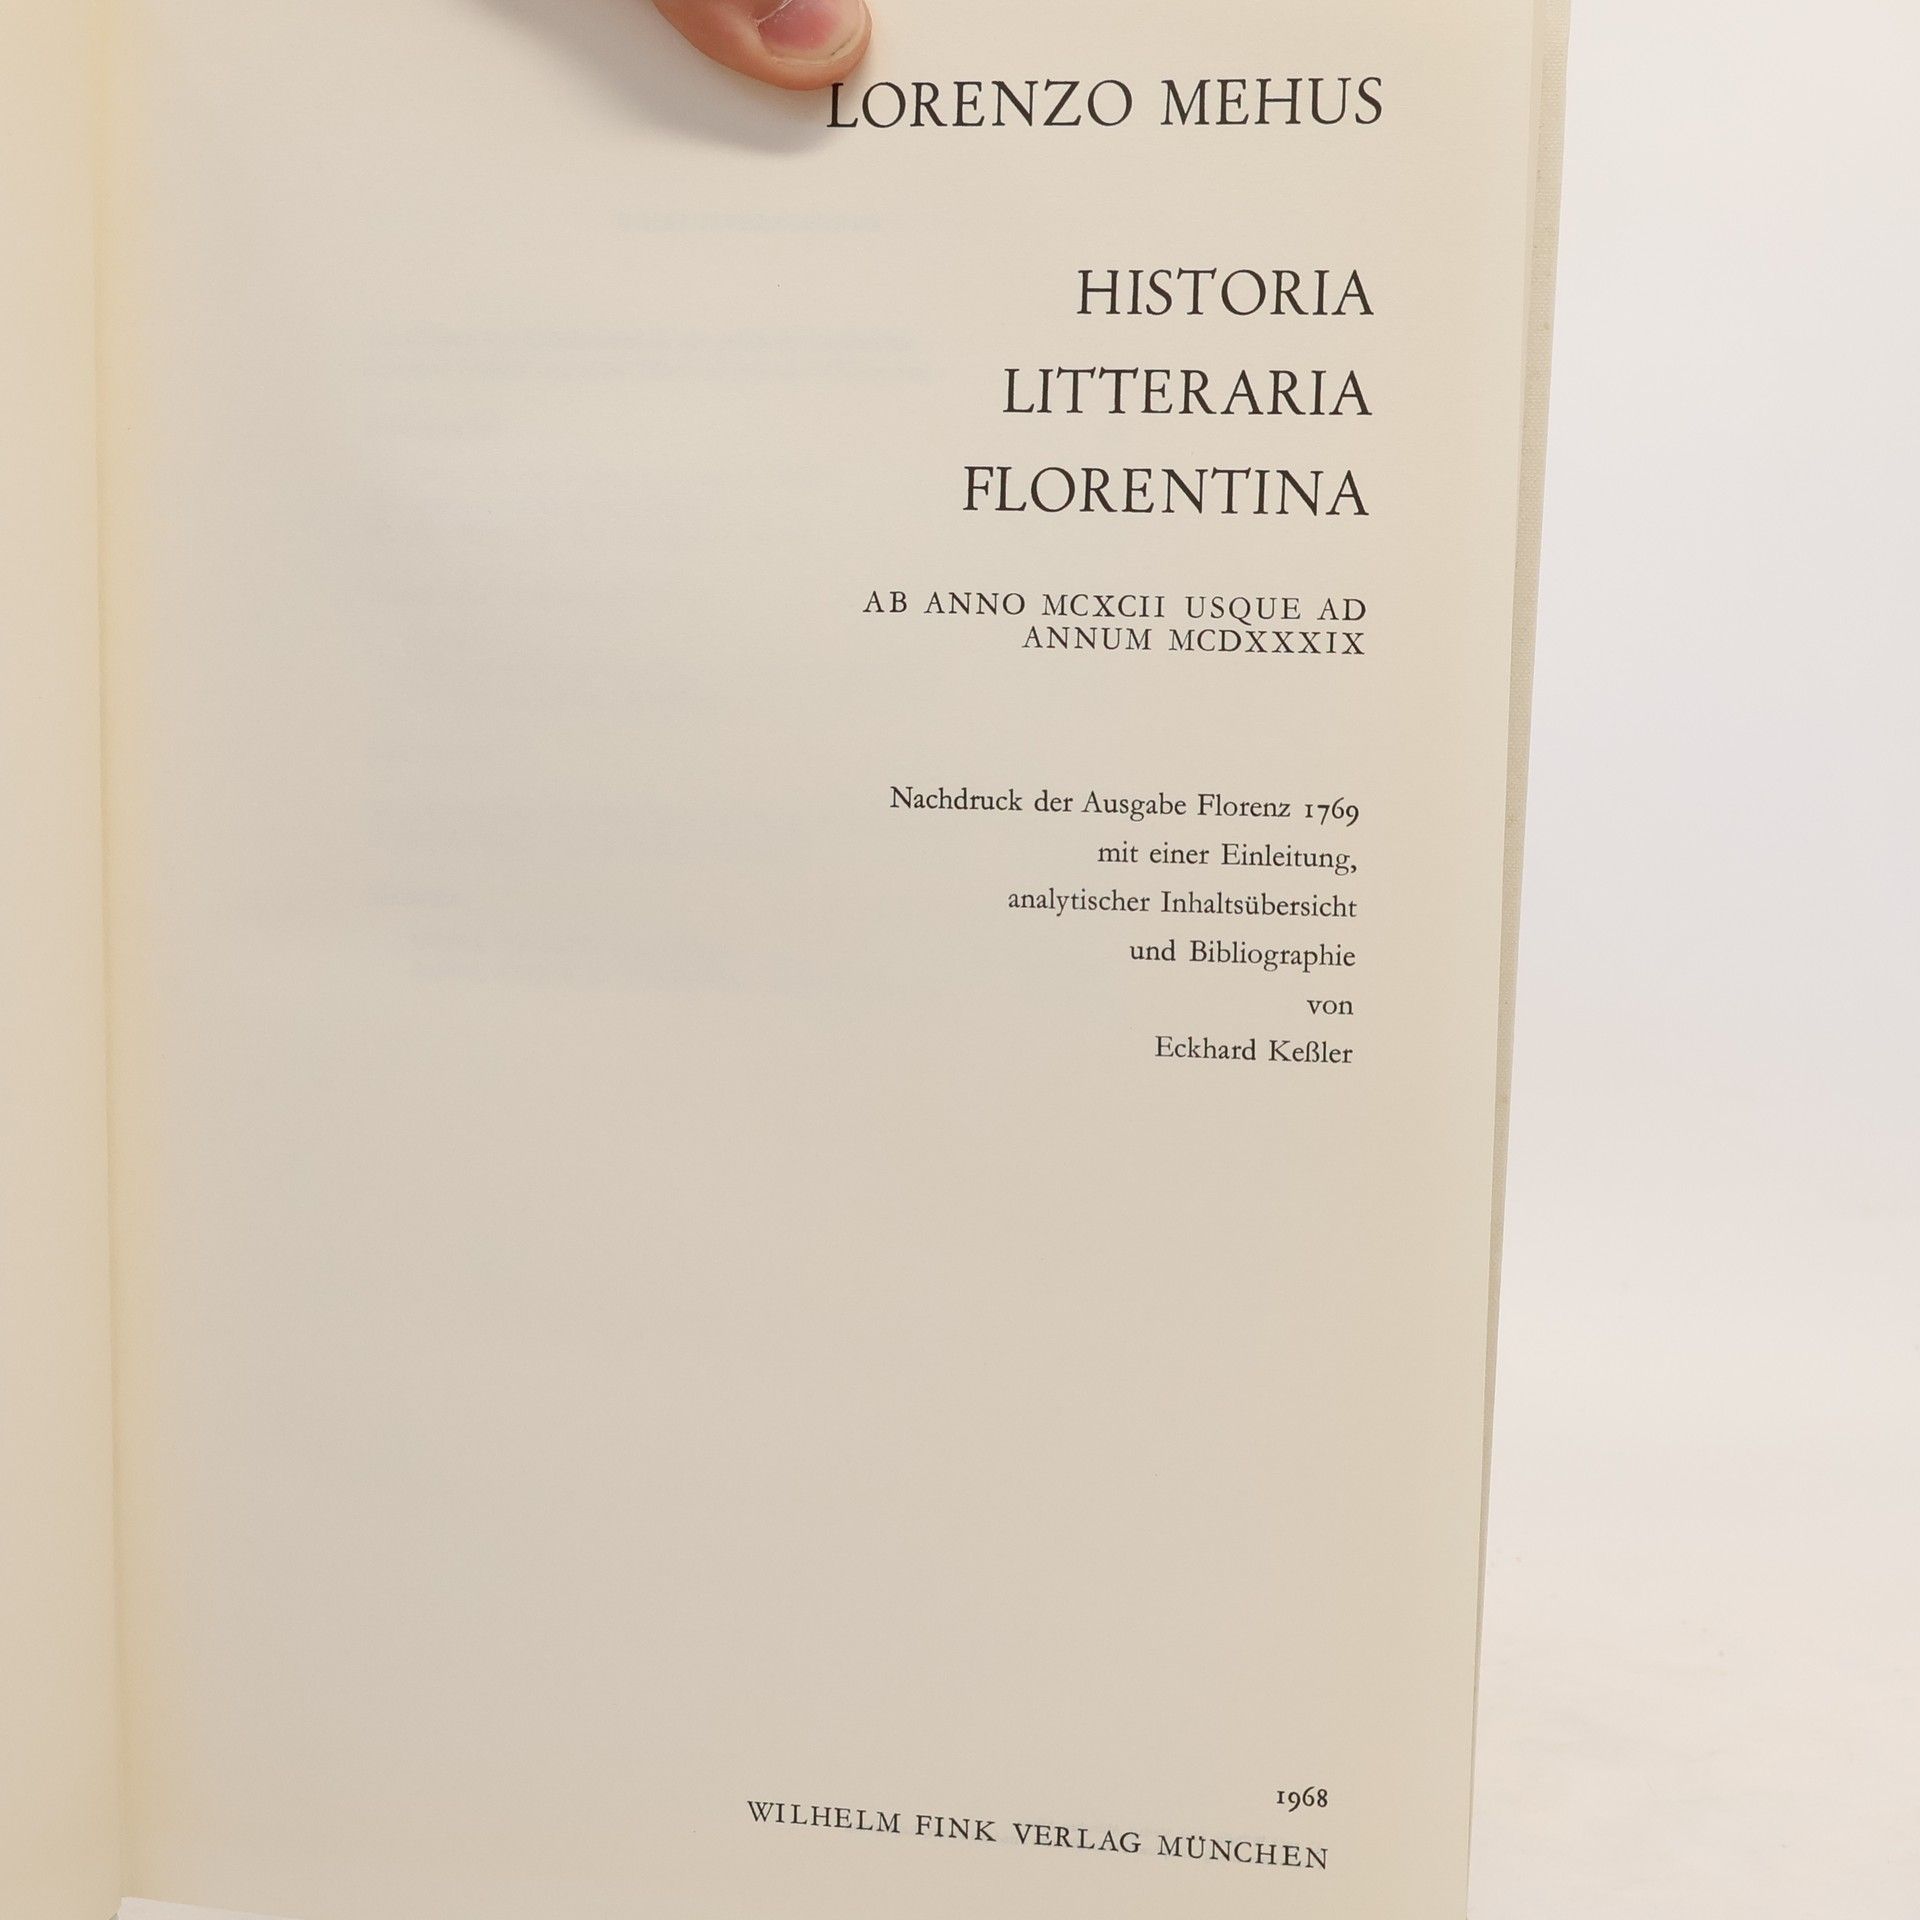 LORENZO MEHUS
HISTORIA
LITTERARIA
FLORENTINA
AB ANNO MCXCII USQUE AD
ANNUM MCDXXXIX
Nachdruck der Ausgabe Florenz 1769
mit einer Einleitung,
analytischer Inhaltsübersicht
und Bibliographie
von
Eckhard Keßler
1968
WILHELM FINK VERLAG MÜNCHEN